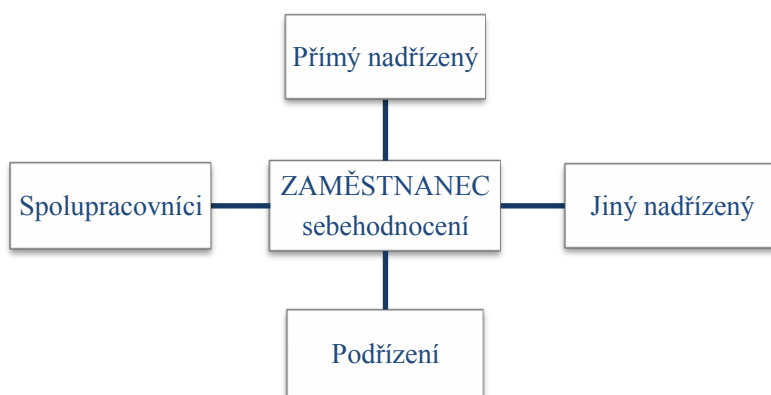 Přímý nadřízený
Spolupracovníci
ZAMĚSTNANEC
sebehodnocení
Jiný nadřízený
Podřízení